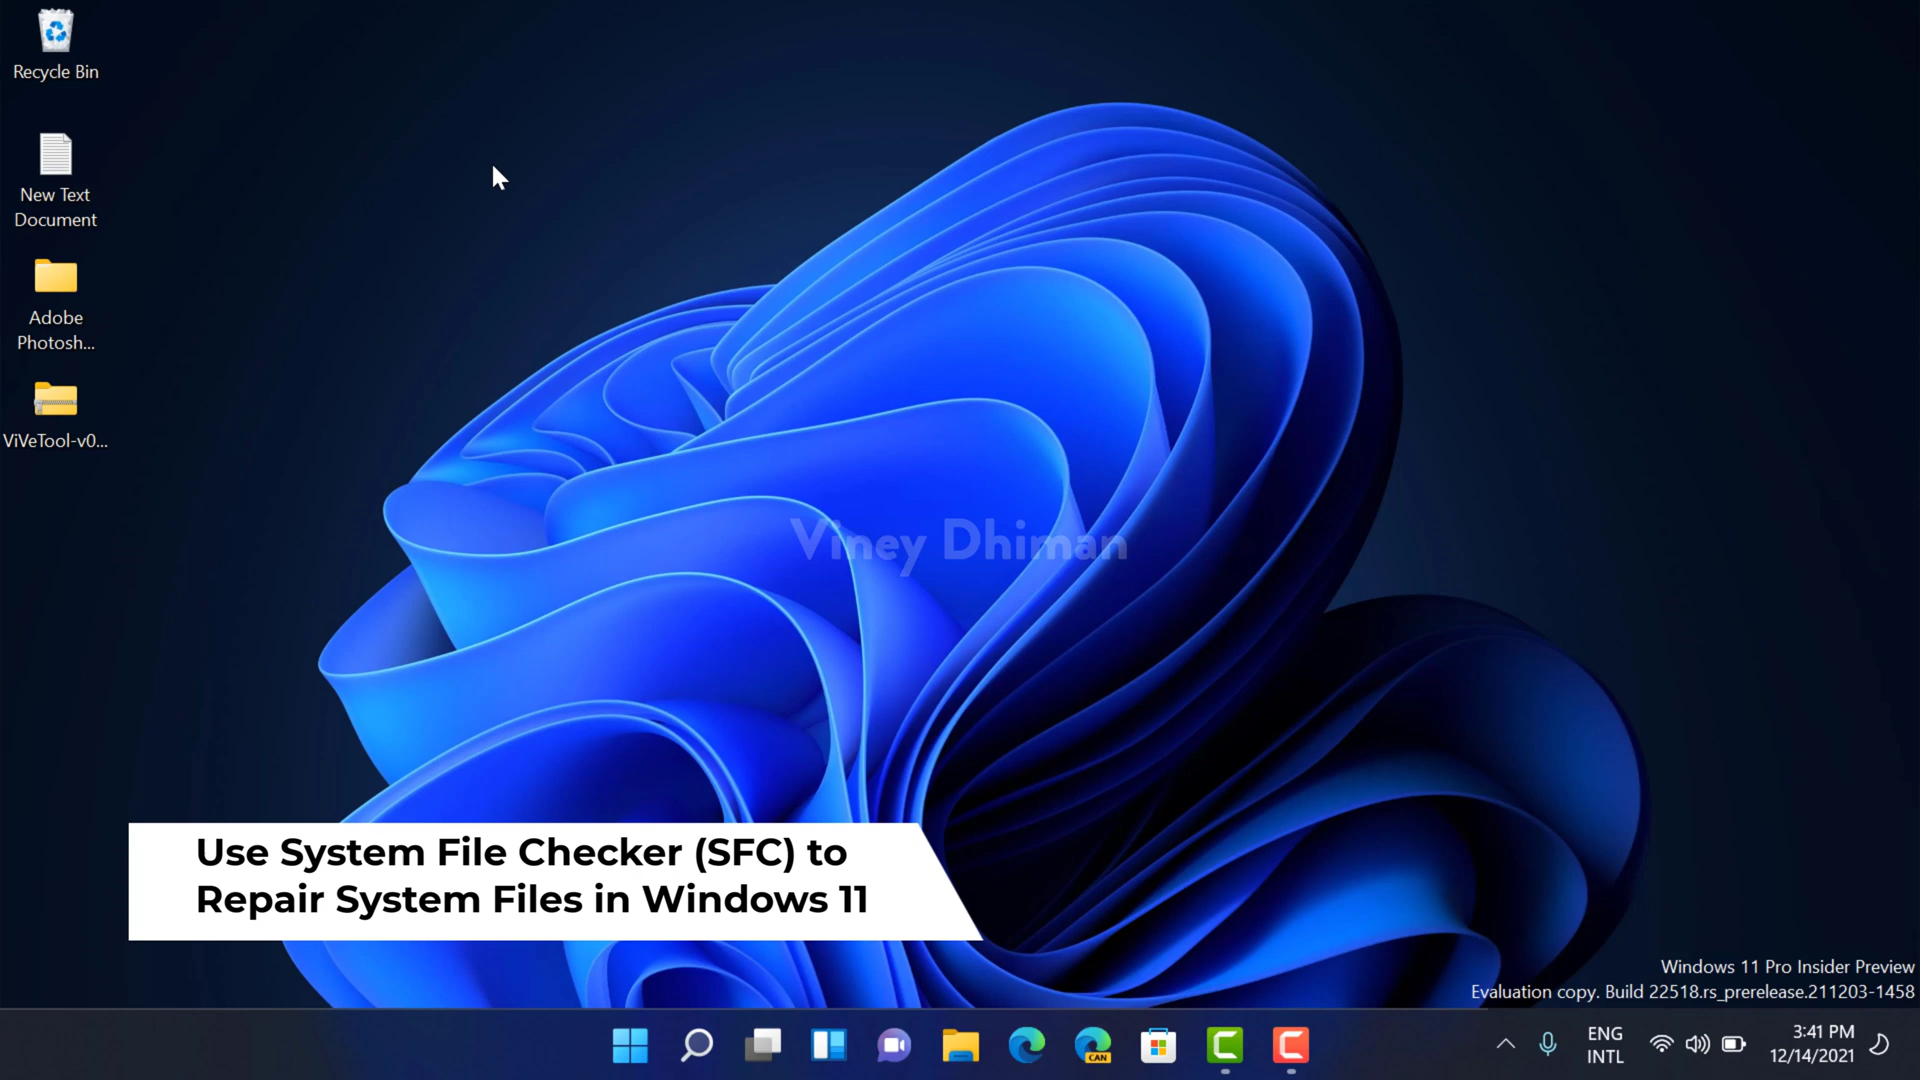 Recycle Bin
New Text
Document
Adobe
Photosh...
ViVeTool-v0...
Viney Dhiman
Use System File Checker (SFC) to
Repair System Files in Windows 11
Windows 11 Pro Insider Preview
Evaluation copy. Build 22518.rs_prerelease.211203-1458
CAN
ENG
INTL
3:41 PM
12/14/2021